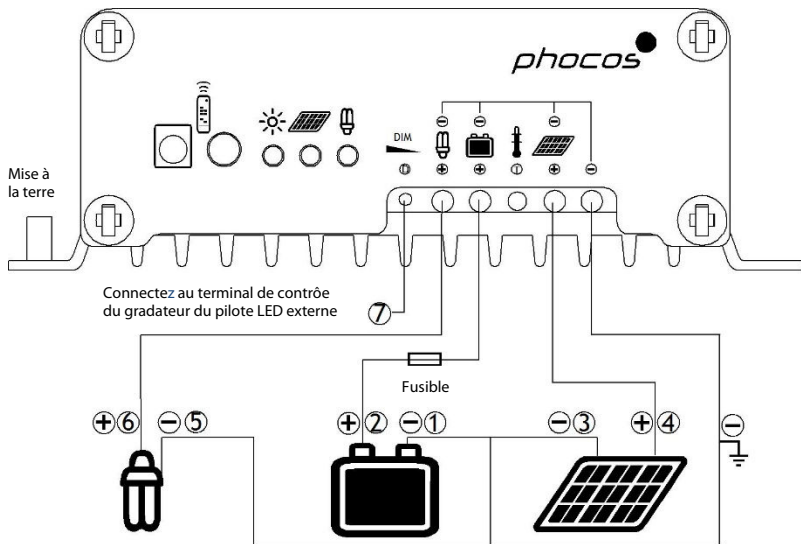 phocos
DIM
⊖ ⊖ ⊖
⊕ ⊕ ⊕ ⊖
Mise à
la terre
Connectez au terminal de contrôe
du gradateur du pilote LED externe
⑦
Fusible
⊕⑥ ⊖⑤ ⊕② ⊖① ⊖③ ⊕④ ⊖